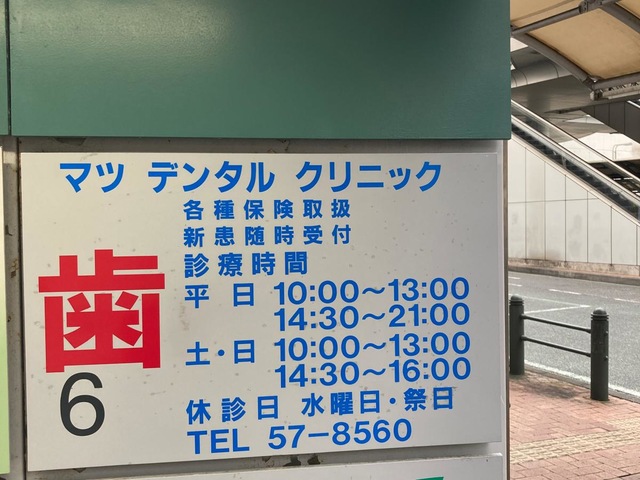 マツ デンタル クリニック
各種保険取扱
新患随時受付
診療時間
平 日 10:00〜13:00
14:30〜21:00
土・日 10:00〜13:00
14:30〜16:00
休診日 水曜日・祭日
TEL 57-8560
歯
6